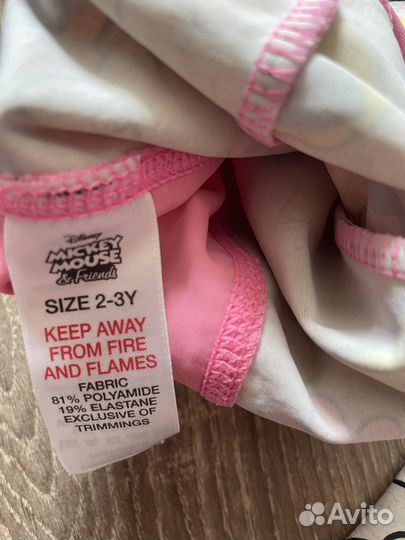 Disney
MICKEY
MOUSE
& Friends
SIZE 2-3Y
KEEP AWAY
FROM FIRE
AND FLAMES
FABRIC
81% POLYAMIDE
19% ELASTANE
EXCLUSIVE OF
TRIMMINGS
Avito